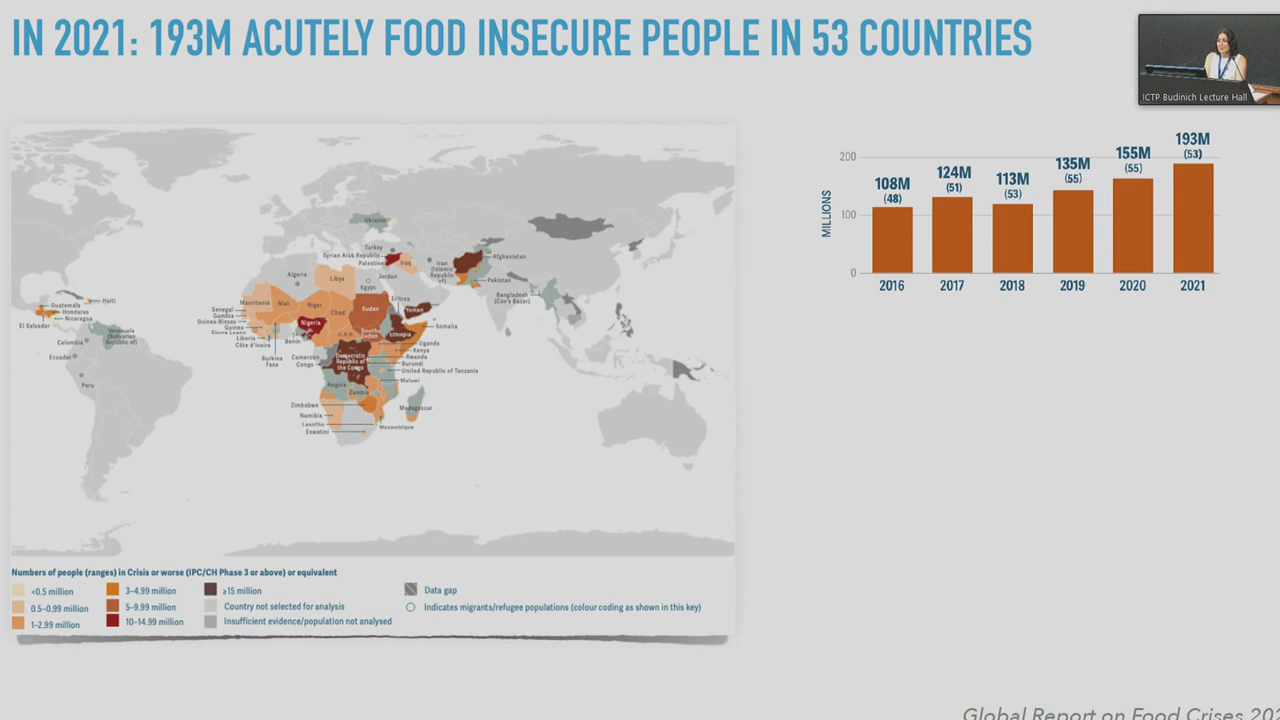 IN 2021: 193M ACUTELY FOOD INSECURE PEOPLE IN 53 COUNTRIES
ICTP Budinich Lecture Hall
Ukraine
Turkey
Syrian Arab Republic
Palestine
Iraq
Iran (Islamic Republic of)
Afghanistan
Pakistan
Jordan
Algeria
Libya
Egypt
Bangladesh (Cox's Bazar)
Haiti
Guatemala
Honduras
Nicaragua
El Salvador
Venezuela (Bolivarian Republic of)
Colombia
Ecuador
Peru
Mauritania
Mali
Niger
Chad
Sudan
Eritrea
Yemen
Senegal
Gambia
Guinea-Bissau
Guinea
Sierra Leone
Liberia
Côte d'Ivoire
Burkina Faso
Benin
Nigeria
Cameroon
Congo
C.A.R.
South Sudan
Ethiopia
Somalia
Uganda
Kenya
Rwanda
Burundi
United Republic of Tanzania
Democratic Republic of the Congo
Angola
Zambia
Malawi
Zimbabwe
Namibia
Lesotho
Eswatini
Mozambique
Madagascar
Numbers of people (ranges) in Crisis or worse (IPC/CH Phase 3 or above) or equivalent
<0.5 million
0.5–0.99 million
1–2.99 million
3–4.99 million
5–9.99 million
10–14.99 million
≥15 million
Country not selected for analysis
Insufficient evidence/population not analysed
Data gap
Indicates migrants/refugee populations (colour coding as shown in this key)
MILLIONS
200
100
0
108M
(48)
124M
(51)
113M
(53)
135M
(55)
155M
(55)
193M
(53)
2016
2017
2018
2019
2020
2021
Global Report on Food Crises 202